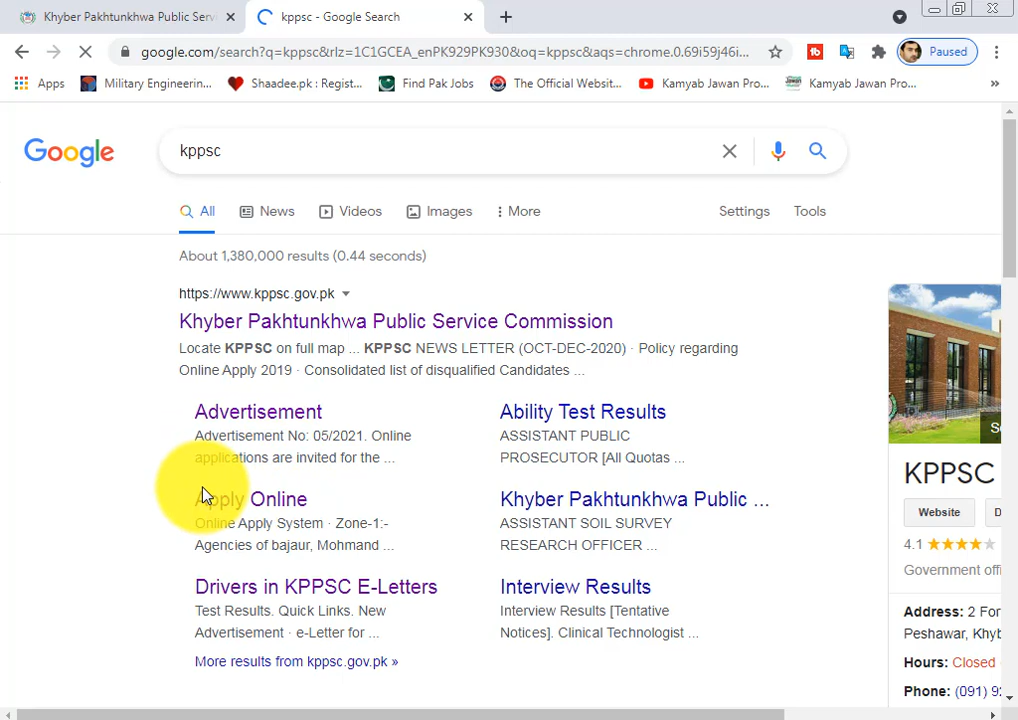 Khyber Pakhtunkhwa Public Serv
kppsc - Google Search
google.com/search?q=kppsc&rlz=1C1GCEA_enPK929PK930&oq=kppsc&aqs=chrome.0.69i59j46i...
Paused
Apps
Military Engineerin...
Shaadee.pk : Regist...
Find Pak Jobs
The Official Websit...
Kamyab Jawan Pro...
Kamyab Jawan Pro...
»
Google
kppsc
All
News
Videos
Images
More
Settings
Tools
About 1,380,000 results (0.44 seconds)
https://www.kppsc.gov.pk
Khyber Pakhtunkhwa Public Service Commission
Locate KPPSC on full map ... KPPSC NEWS LETTER (OCT-DEC-2020) · Policy regarding
Online Apply 2019 · Consolidated list of disqualified Candidates ...
Advertisement
Advertisement No: 05/2021. Online
applications are invited for the ...
Ability Test Results
ASSISTANT PUBLIC
PROSECUTOR [All Quotas ...
Apply Online
Online Apply System · Zone-1:-
Agencies of bajaur, Mohmand ...
Khyber Pakhtunkhwa Public ...
ASSISTANT SOIL SURVEY
RESEARCH OFFICER ...
Drivers in KPPSC E-Letters
Test Results. Quick Links. New
Advertisement · e-Letter for ...
Interview Results
Interview Results [Tentative
Notices]. Clinical Technologist ...
More results from kppsc.gov.pk »
KPPSC
Website
4.1
Government offi
Address: 2 For
Peshawar, Khyb
Hours: Closed
Phone: (091) 92